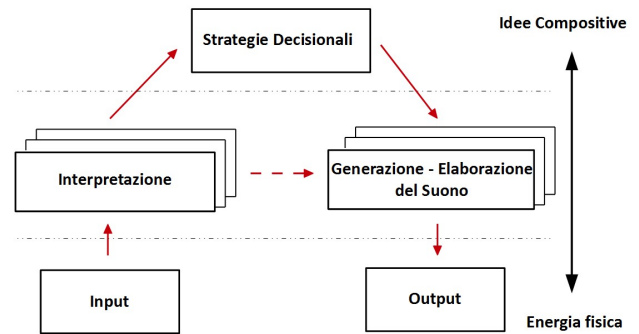 Idee Compositive
Strategie Decisionali
Interpretazione
Generazione - Elaborazione
del Suono
Input
Output
Energia fisica